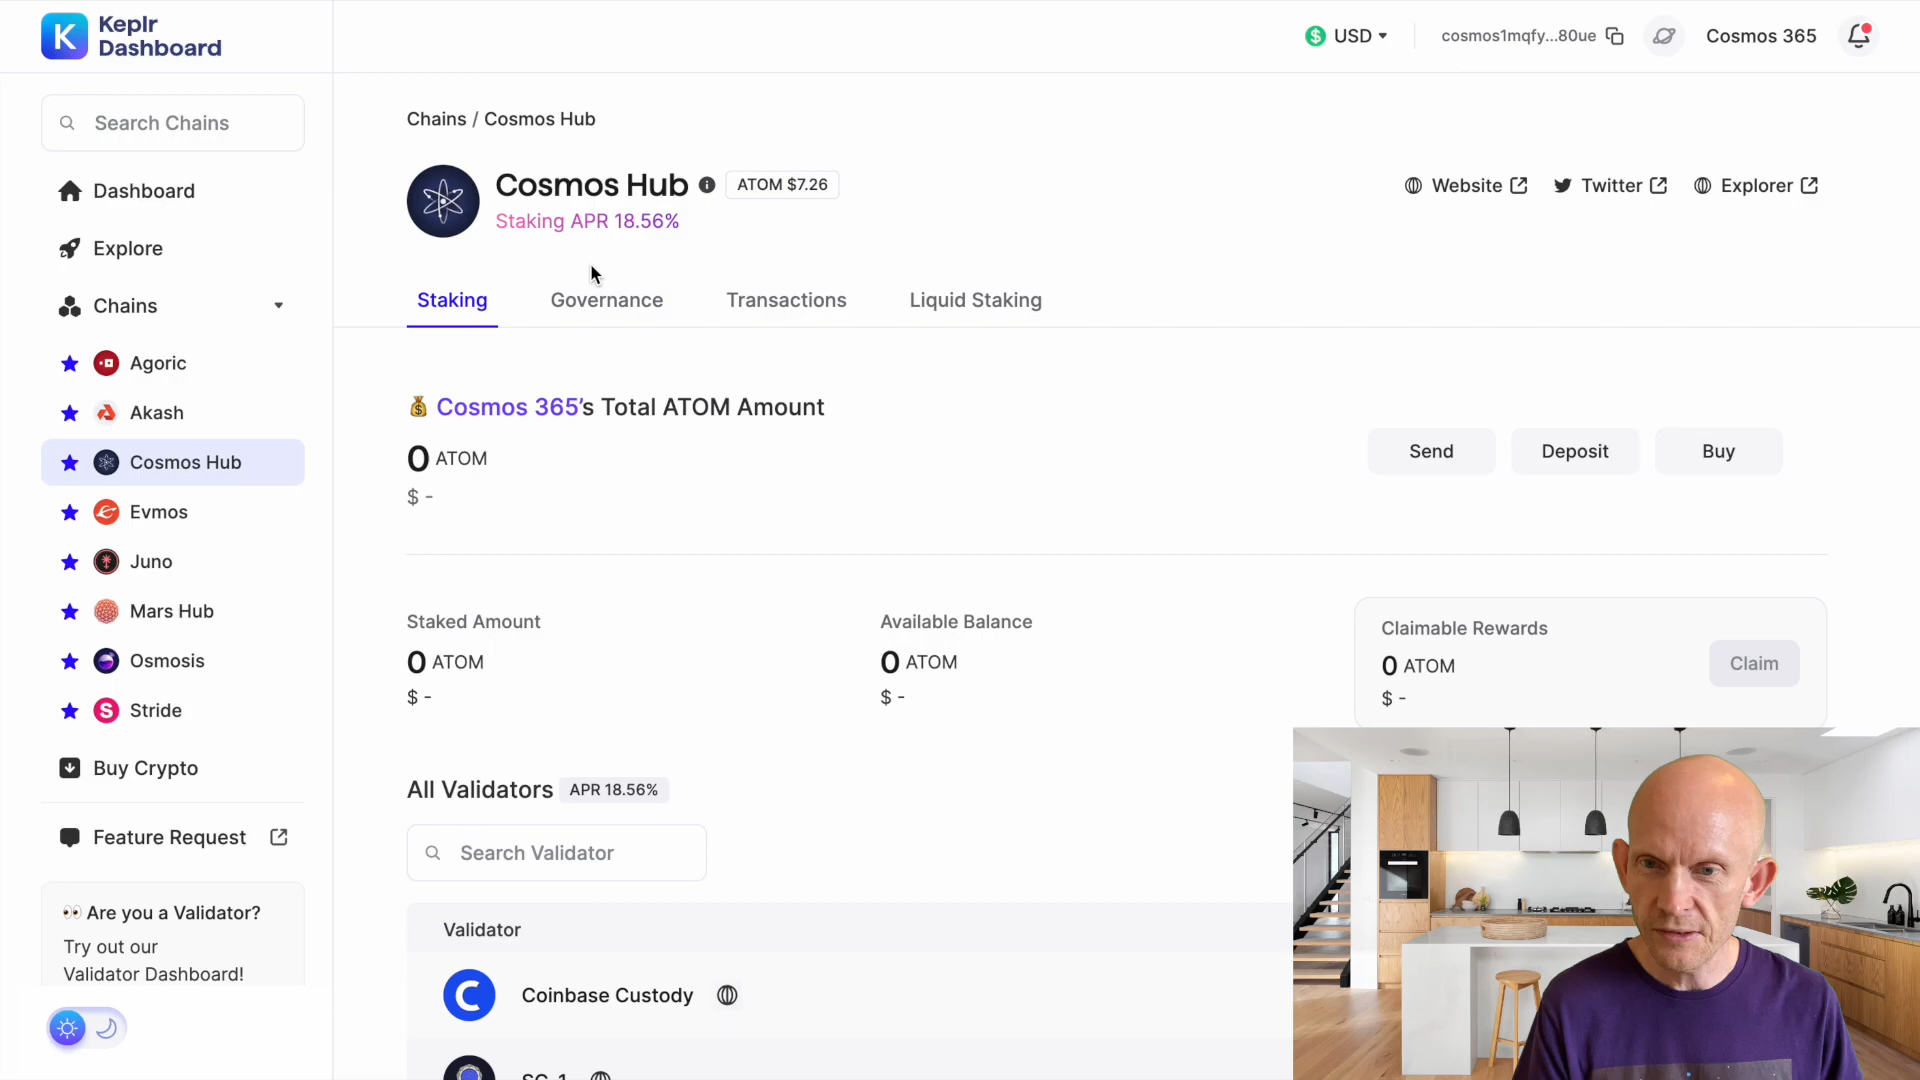 Keplr
Dashboard
USD
cosmos1mqfy...80ue
Cosmos 365
Search Chains
Dashboard
Explore
Chains
Agoric
Akash
Cosmos Hub
Evmos
Juno
Mars Hub
Osmosis
Stride
Buy Crypto
Feature Request
👀 Are you a Validator?
Try out our
Validator Dashboard!
Chains / Cosmos Hub
Cosmos Hub
ATOM $7.26
Staking APR 18.56%
Website
Twitter
Explorer
Staking
Governance
Transactions
Liquid Staking
💰 Cosmos 365's Total ATOM Amount
0 ATOM
$ -
Send
Deposit
Buy
Staked Amount
0 ATOM
$ -
Available Balance
0 ATOM
$ -
Claimable Rewards
0 ATOM
$ -
Claim
All Validators
APR 18.56%
Search Validator
Validator
Coinbase Custody
SG-1